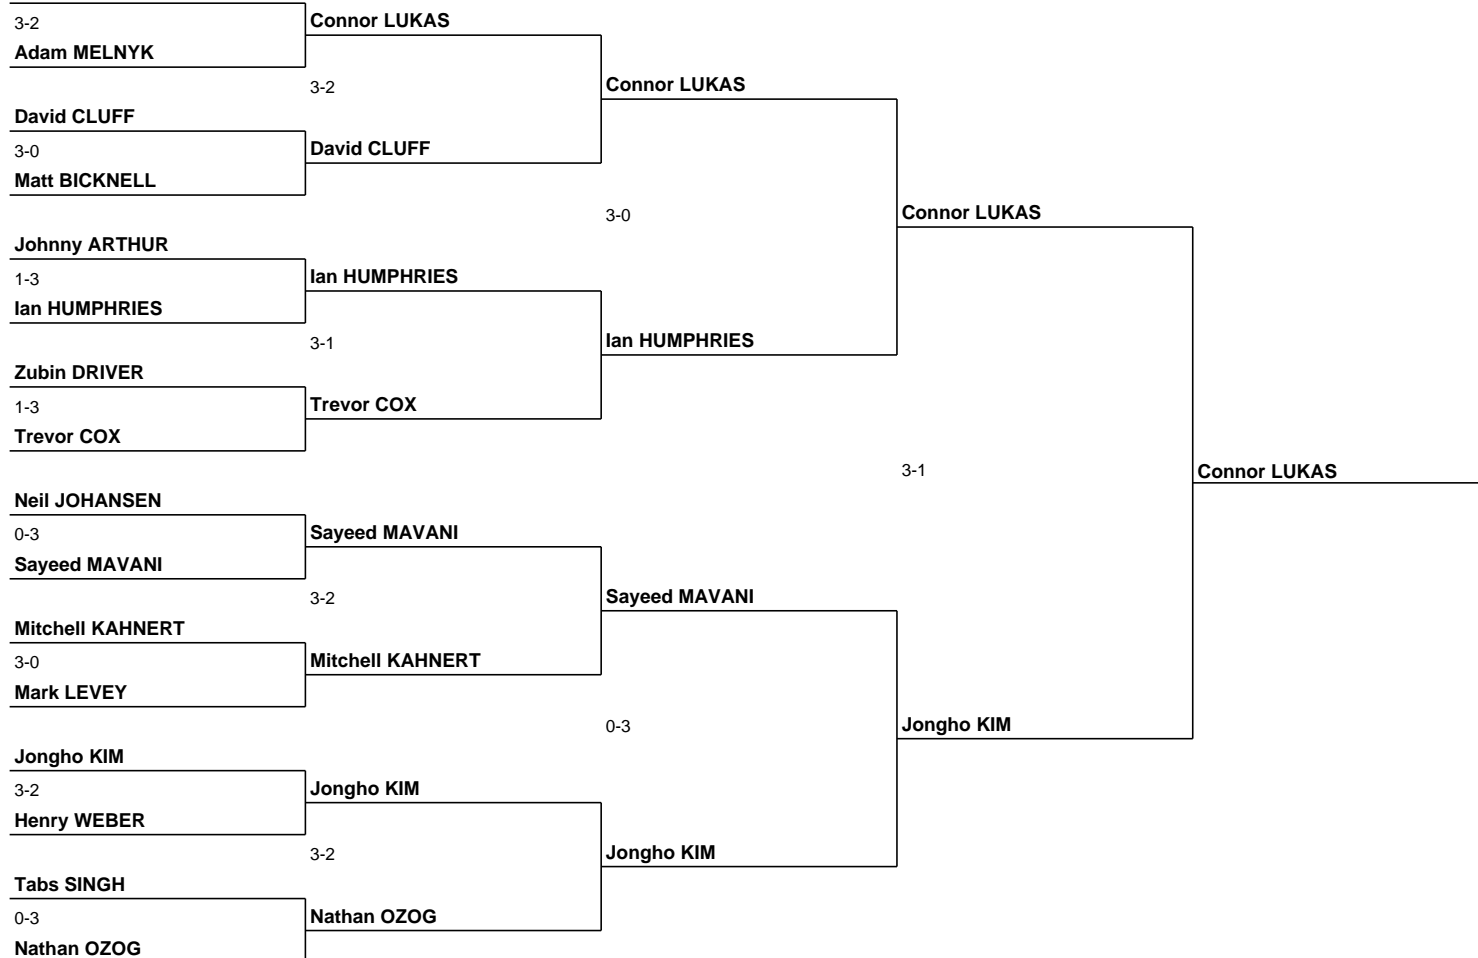 3-2
Adam MELNYK
David CLUFF
3-0
Matt BICKNELL
Johnny ARTHUR
1-3
Ian HUMPHRIES
Zubin DRIVER
1-3
Trevor COX
Neil JOHANSEN
0-3
Sayeed MAVANI
Mitchell KAHNERT
3-0
Mark LEVEY
Jongho KIM
3-2
Henry WEBER
Tabs SINGH
0-3
Nathan OZOG
Connor LUKAS
3-2
David CLUFF
Ian HUMPHRIES
3-1
Trevor COX
Sayeed MAVANI
3-2
Mitchell KAHNERT
Jongho KIM
3-2
Nathan OZOG
Connor LUKAS
3-0
Ian HUMPHRIES
Sayeed MAVANI
0-3
Jongho KIM
Connor LUKAS
3-1
Jongho KIM
Connor LUKAS